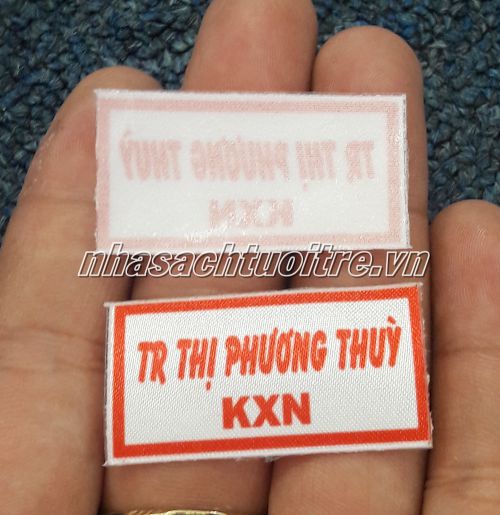 TR THỊ PHƯƠNG THUỲ
KXN
nhasachtuoitre.vn
TR THỊ PHƯƠNG THUỲ
KXN